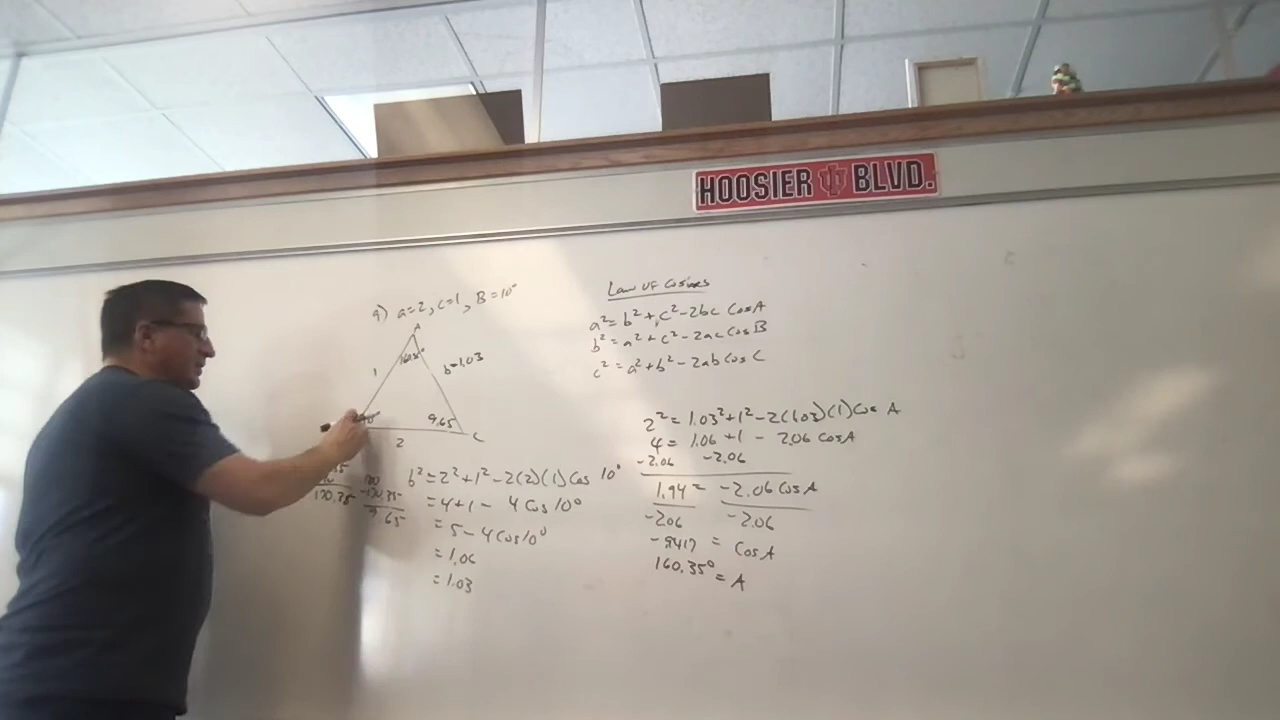 HOOSIER BLVD.
9) a=2, c=1, B=10°
A
1
b=1.03
9.65
2
C
170.35
180
-170.35
9.65
b² = 2² + 1² - 2(2)(1) Cos 10°
= 4+1 - 4 Cos 10°
= 5 - 4 Cos 10°
= 1.06
= 1.03
Law of Cosines
a² = b² + c² - 2bc Cos A
b² = a² + c² - 2ac Cos B
c² = a² + b² - 2ab Cos C
2² = 1.03² + 1² - 2(1.03)(1) Cos A
4 = 1.06 + 1 - 2.06 Cos A
-2.06 -2.06
1.94 = -2.06 Cos A
-2.06 -2.06
-.9417 = Cos A
160.35° = A